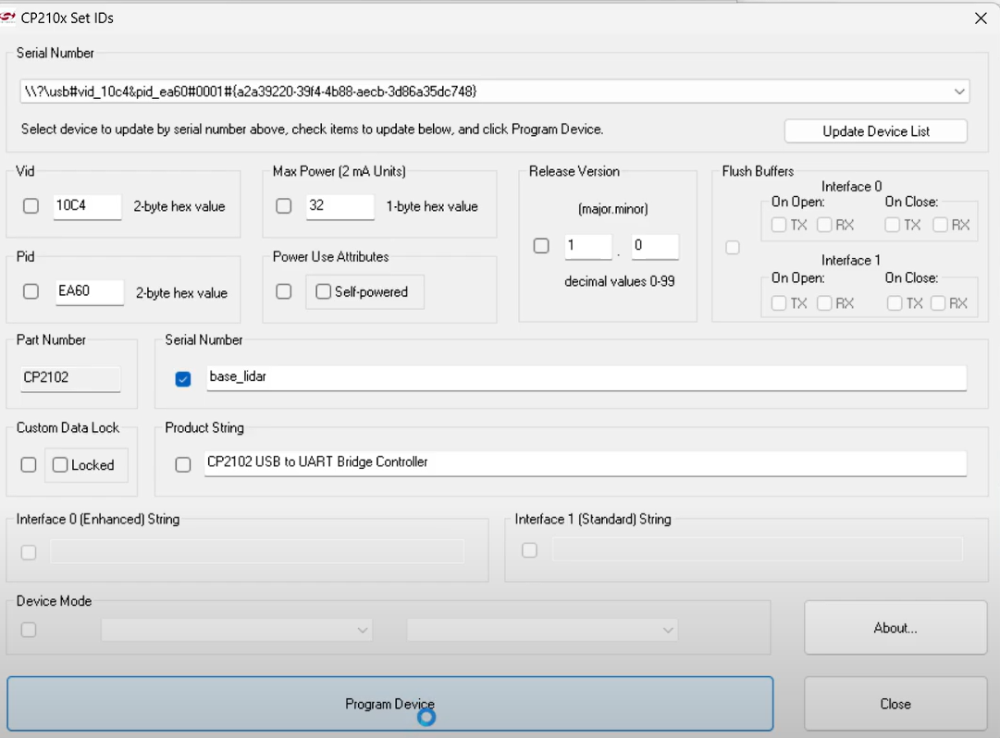 CP210x Set IDs
Serial Number
\\?\usb#vid_10c4&pid_ea60#0001#{a2a39220-39f4-4b88-aecb-3d86a35dc748}
Select device to update by serial number above, check items to update below, and click Program Device.
Update Device List
Vid
10C4 2-byte hex value
Max Power (2 mA Units)
32 1-byte hex value
Release Version
(major.minor)
1 . 0
decimal values 0-99
Flush Buffers
Interface 0
On Open: On Close:
TX RX TX RX
Interface 1
On Open: On Close:
TX RX TX RX
Pid
EA60 2-byte hex value
Power Use Attributes
Self-powered
Part Number
CP2102
Serial Number
base_lidar
Custom Data Lock
Locked
Product String
CP2102 USB to UART Bridge Controller
Interface 0 (Enhanced) String
Interface 1 (Standard) String
Device Mode
About...
Program Device
Close